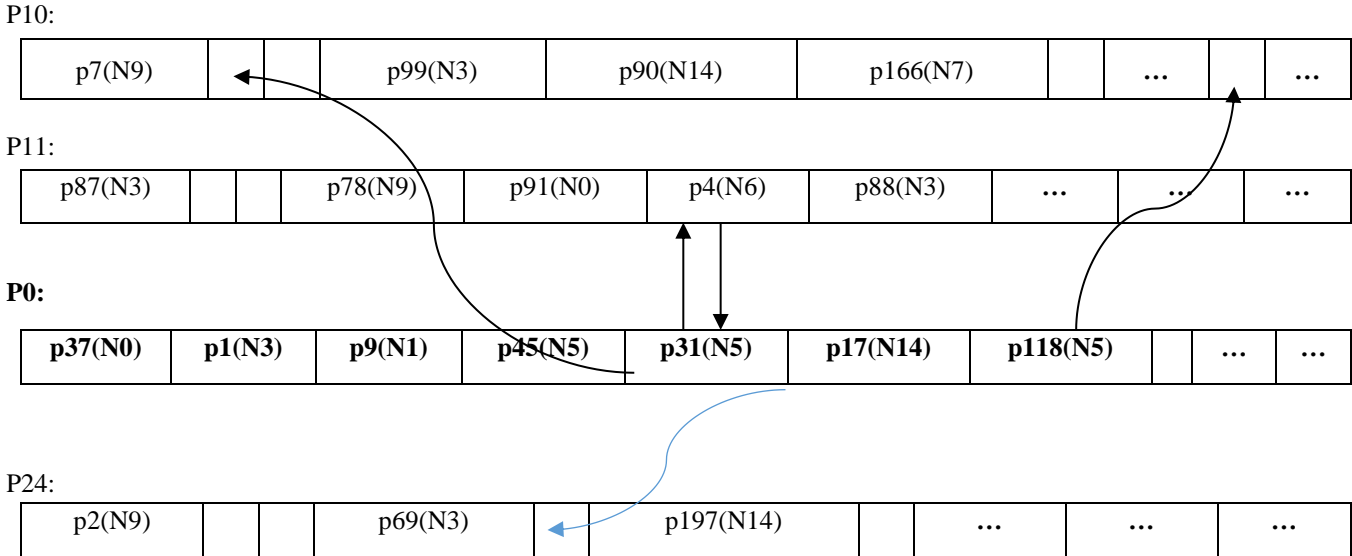 P10:
p7(N9) p99(N3) p90(N14) p166(N7) ... ...
P11:
p87(N3) p78(N9) p91(N0) p4(N6) p88(N3) ... ... ...
P0:
p37(N0) p1(N3) p9(N1) p45(N5) p31(N5) p17(N14) p118(N5) ... ...
P24:
p2(N9) p69(N3) p197(N14) ... ... ...